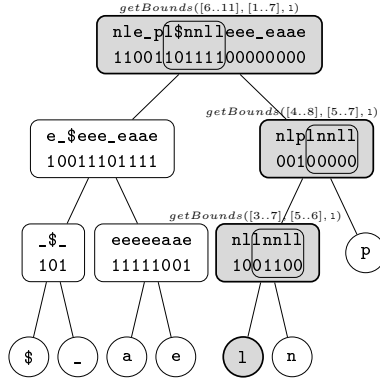 getBounds([6..11],[1..7],1)
nle_pl$nnlleee_eaae
1100110111100000000
getBounds([4..8],[5..7],1)
e_$eee_eaae
10011101111
nlplnnll
00100000
getBounds([3..7],[5..6],1)
_$_
101
eeeeeaae
11111001
nllnnll
1001100
p
$
_
a
e
l
n